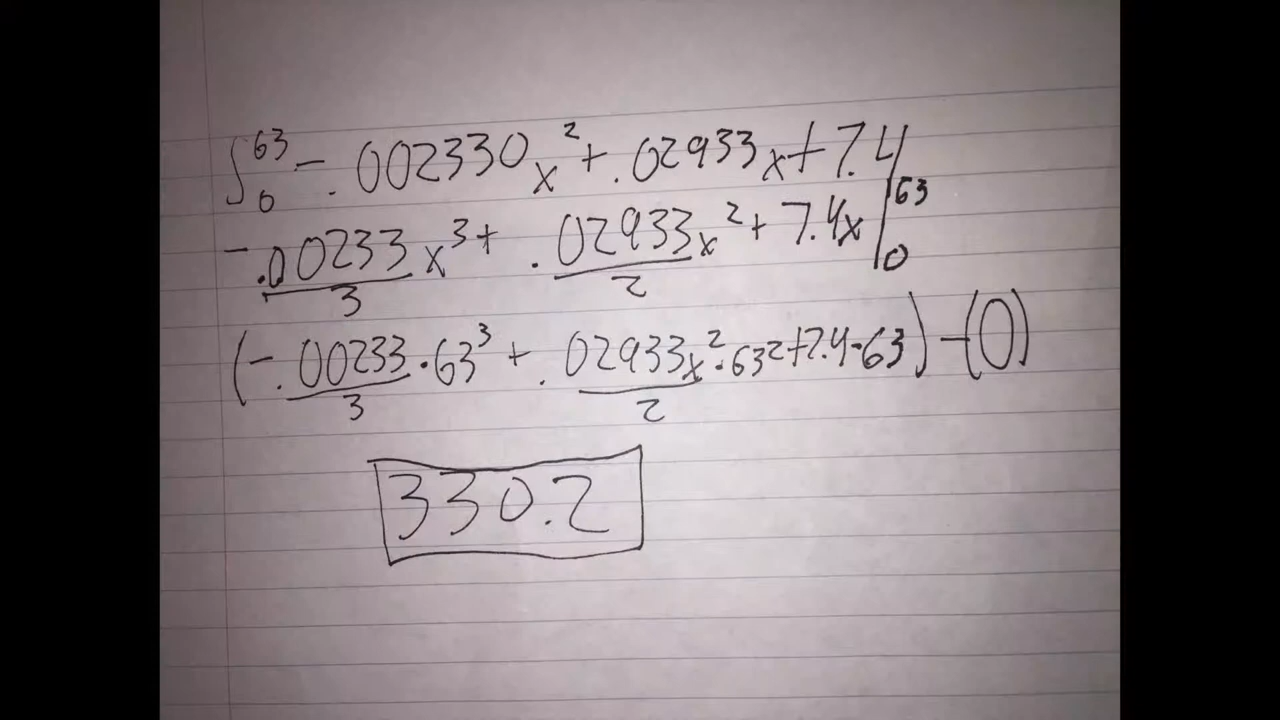 ∫₀⁶³ -.002330x² + .02933x + 7.4
-.00233/3 x³ + .02933/2 x² + 7.4x |₀⁶³
(-.00233/3 · 63³ + .02933x²/2 · 63² + 7.4 · 63) - (0)
330.2